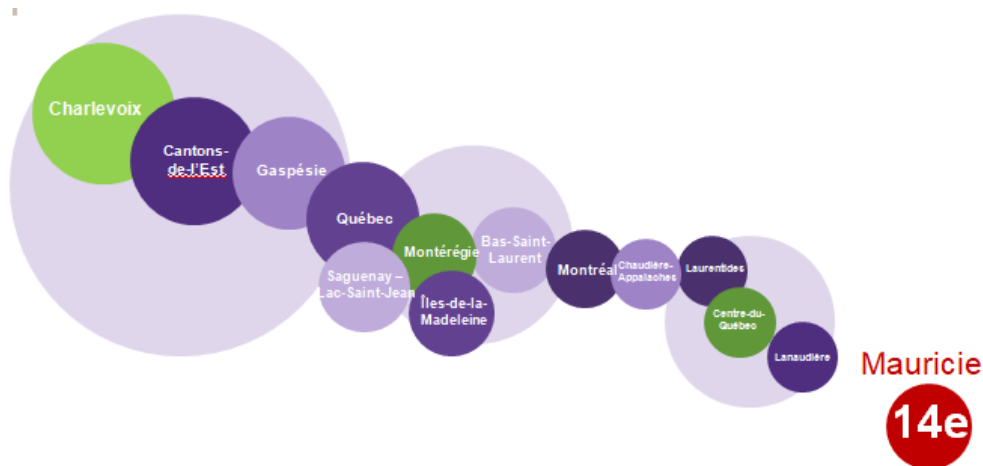 Charlevoix
Cantons-
de-l'Est
Gaspésie
Québec
Saguenay –
Lac-Saint-Jean
Montérégie
Îles-de-la-
Madeleine
Bas-Saint-
Laurent
Montréal
Chaudière-
Appalaches
Laurentides
Centre-du-
Québec
Lanaudière
Mauricie
14e